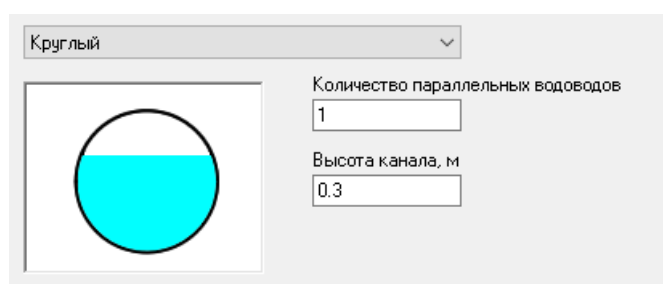 Круглый
Количество параллельных водоводов
1
Высота канала, м
0.3